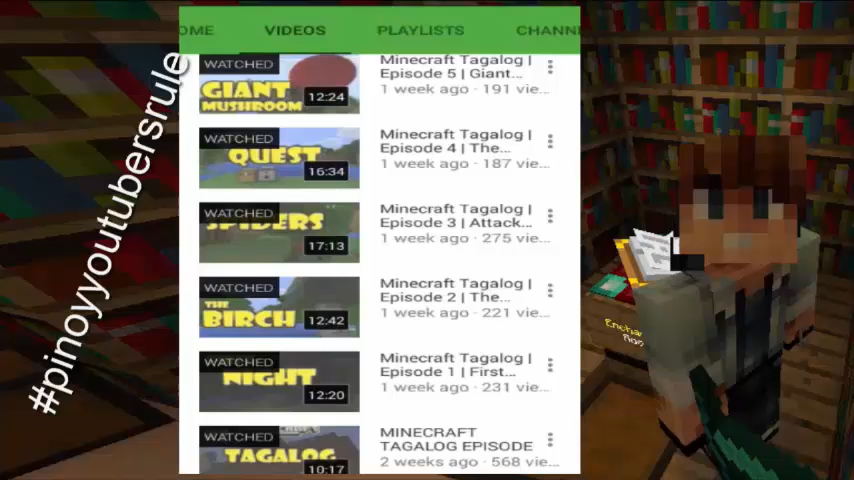 OME VIDEOS PLAYLISTS CHANN
#pinoyyoutubersrule
WATCHED
GIANT
MUSHROOM
12:24
Minecraft Tagalog |
Episode 5 | Giant...
1 week ago · 191 vie...
WATCHED
QUEST
16:34
Minecraft Tagalog |
Episode 4 | The...
1 week ago · 187 vie...
WATCHED
SPIDERS
17:13
Minecraft Tagalog |
Episode 3 | Attack...
1 week ago · 275 vie...
WATCHED
THE
BIRCH
12:42
Minecraft Tagalog |
Episode 2 | The...
1 week ago · 221 vie...
WATCHED
NIGHT
12:20
Minecraft Tagalog |
Episode 1 | First...
1 week ago · 231 vie...
WATCHED
TAGALOG
10:17
MINECRAFT
TAGALOG EPISODE
2 weeks ago · 568 vie...